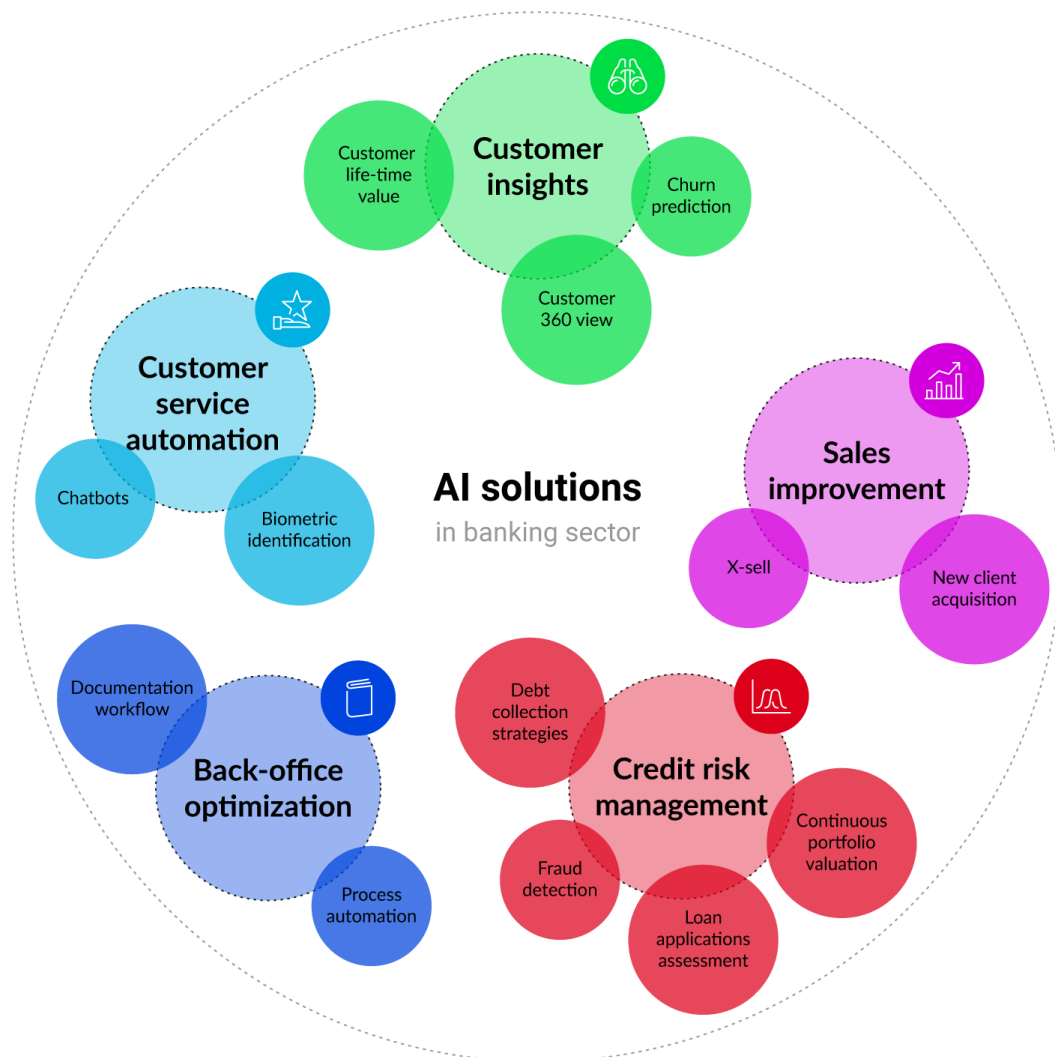 Customer
insights
Customer
life-time
value
Churn
prediction
Customer
360 view
Customer
service
automation
Chatbots
Biometric
identification
AI solutions
in banking sector
Sales
improvement
X-sell
New client
acquisition
Documentation
workflow
Back-office
optimization
Process
automation
Debt
collection
strategies
Credit risk
management
Continuous
portfolio
valuation
Fraud
detection
Loan
applications
assessment